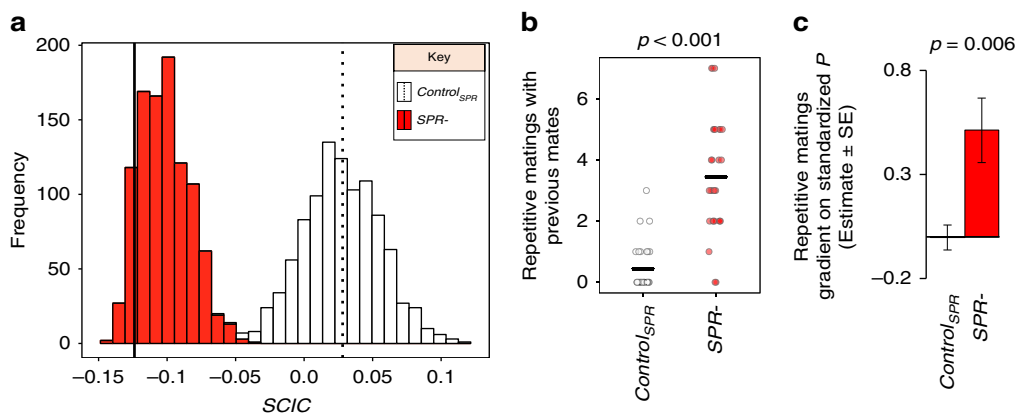 a
200
150
100
50
0
Frequency
−0.15
−0.1
−0.05
0.0
0.05
0.1
SCIC
Key
ControlSPR
SPR-
b
p < 0.001
6
4
2
0
Repetitive matings with
previous mates
ControlSPR
SPR-
c
p = 0.006
0.8
0.3
−0.2
Repetitive matings
gradient on standardized P
(Estimate ± SE)
ControlSPR
SPR-